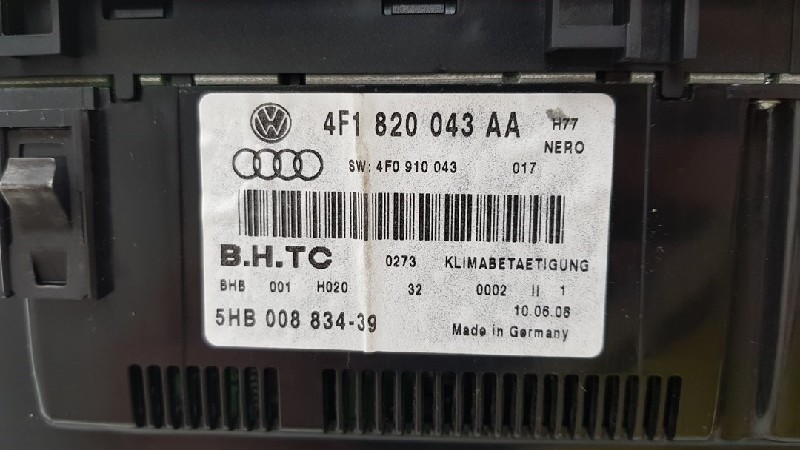 4F1 820 043 AA H77
NERO
SW: 4F0 910 043 017
B.H.TC 0273 KLIMABETAETIGUNG
BHB 001 H020 32 0002 II 1
10.06.06
5HB 008 834-39 Made in Germany